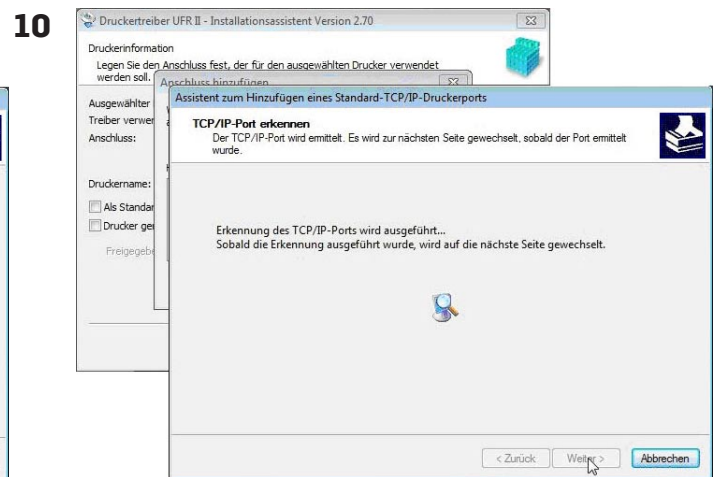 10
Druckertreiber UFR II - Installationsassistent Version 2.70
Druckerinformation
Legen Sie den Anschluss fest, der für den ausgewählten Drucker verwendet
werden soll.
Anschluss hinzufügen
Ausgewählter
Treiber verwen
Anschluss:
Druckername:
Als Standar
Drucker gem
Freigegebe
Assistent zum Hinzufügen eines Standard-TCP/IP-Druckerports
TCP/IP-Port erkennen
Der TCP/IP-Port wird ermittelt. Es wird zur nächsten Seite gewechselt, sobald der Port ermittelt
wurde.
Erkennung des TCP/IP-Ports wird ausgeführt...
Sobald die Erkennung ausgeführt wurde, wird auf die nächste Seite gewechselt.
< Zurück
Weiter >
Abbrechen